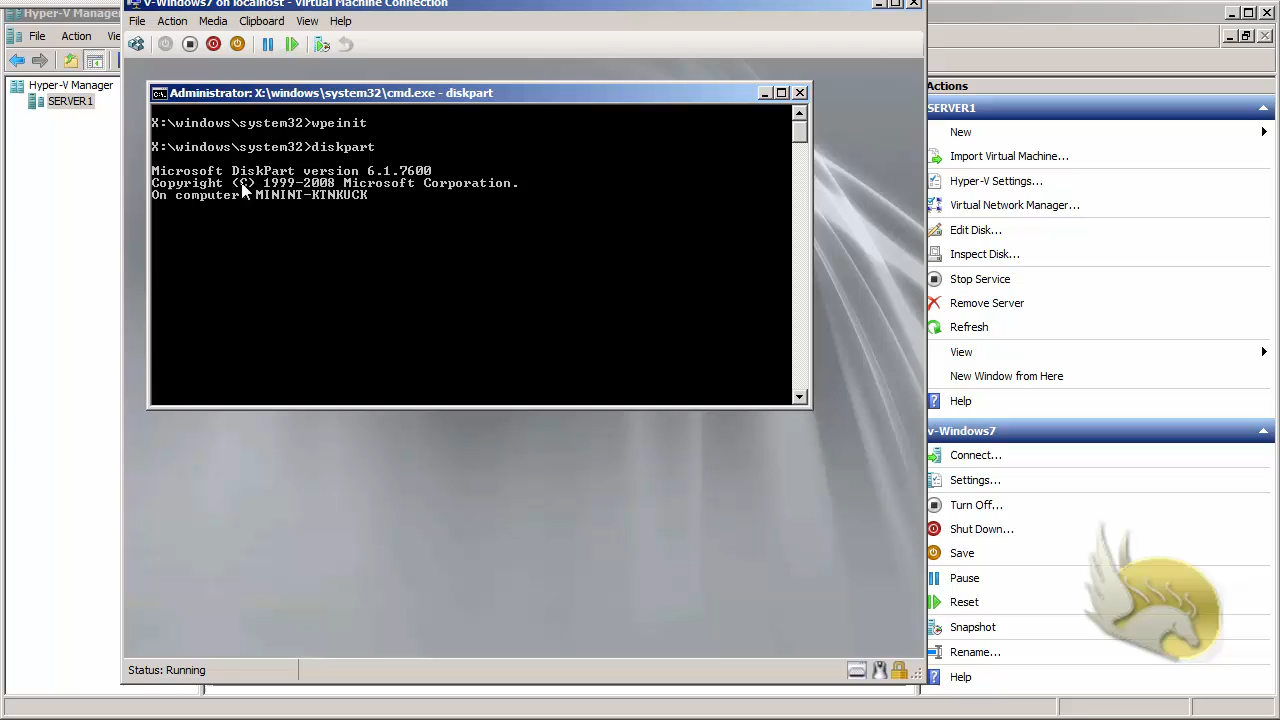 Hyper-V Manager
v-Windows7 on localhost - Virtual Machine Connection
File Action
File Action Media Clipboard View Help
Hyper-V Manager
SERVER1
Administrator: X:\windows\system32\cmd.exe - diskpart
X:\windows\system32>wpeinit
X:\windows\system32>diskpart
Microsoft DiskPart version 6.1.7600
Copyright (C) 1999-2008 Microsoft Corporation.
On computer: MININT-KINKUCK
Status: Running
Actions
SERVER1
New
Import Virtual Machine...
Hyper-V Settings...
Virtual Network Manager...
Edit Disk...
Inspect Disk...
Stop Service
Remove Server
Refresh
View
New Window from Here
Help
v-Windows7
Connect...
Settings...
Turn Off...
Shut Down...
Save
Pause
Reset
Snapshot
Rename...
Help